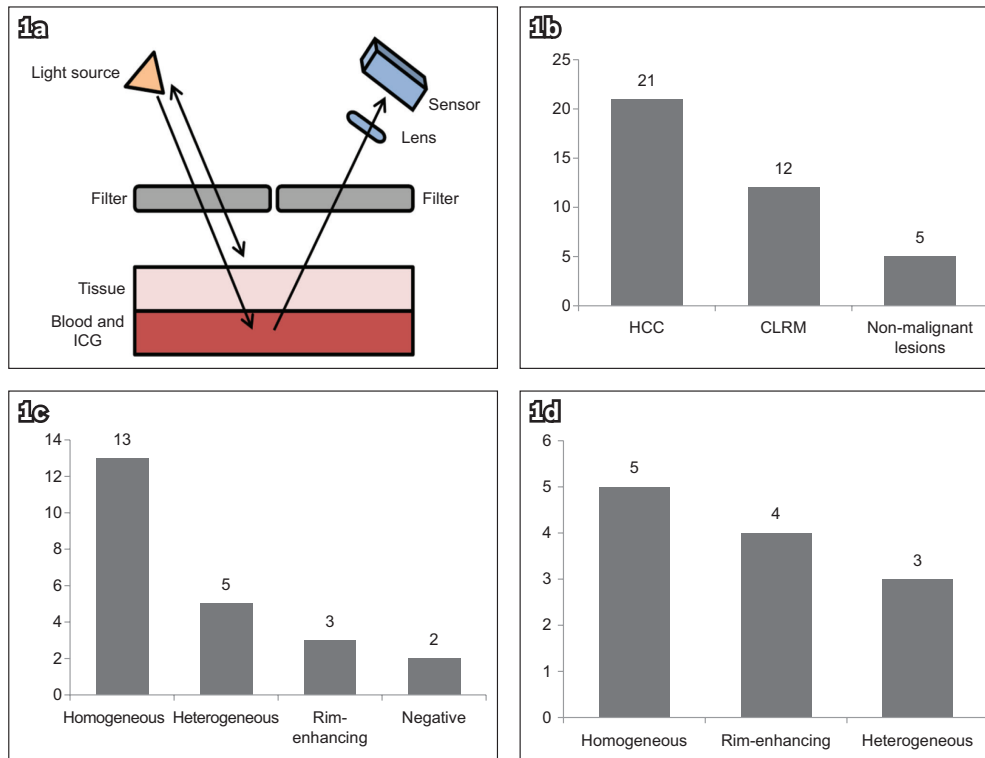 1a
Light source
Sensor
Lens
Filter
Filter
Tissue
Blood and
ICG
1b
25
20
15
10
5
0
21
12
5
HCC
CLRM
Non-malignant
lesions
1c
14
12
10
8
6
4
2
0
13
5
3
2
Homogeneous
Heterogeneous
Rim-
enhancing
Negative
1d
6
5
4
3
2
1
0
5
4
3
Homogeneous
Rim-enhancing
Heterogeneous